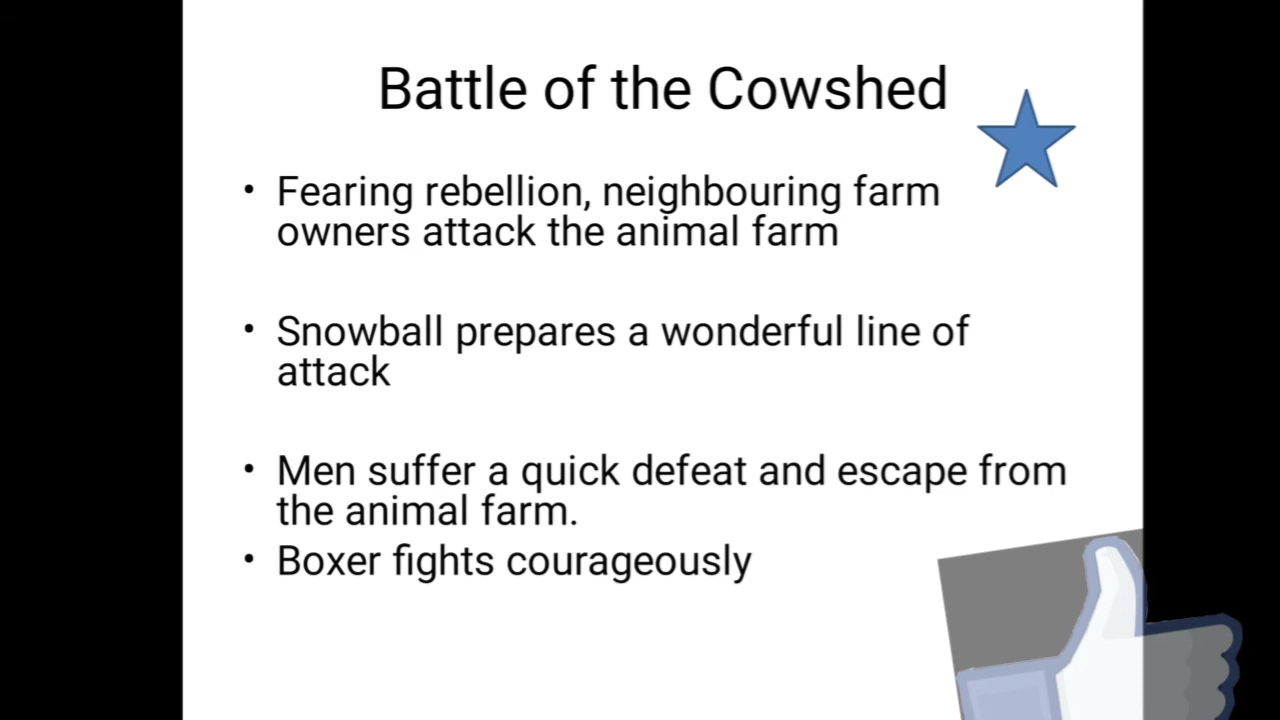 Battle of the Cowshed
• Fearing rebellion, neighbouring farm
owners attack the animal farm
• Snowball prepares a wonderful line of
attack
• Men suffer a quick defeat and escape from
the animal farm.
• Boxer fights courageously